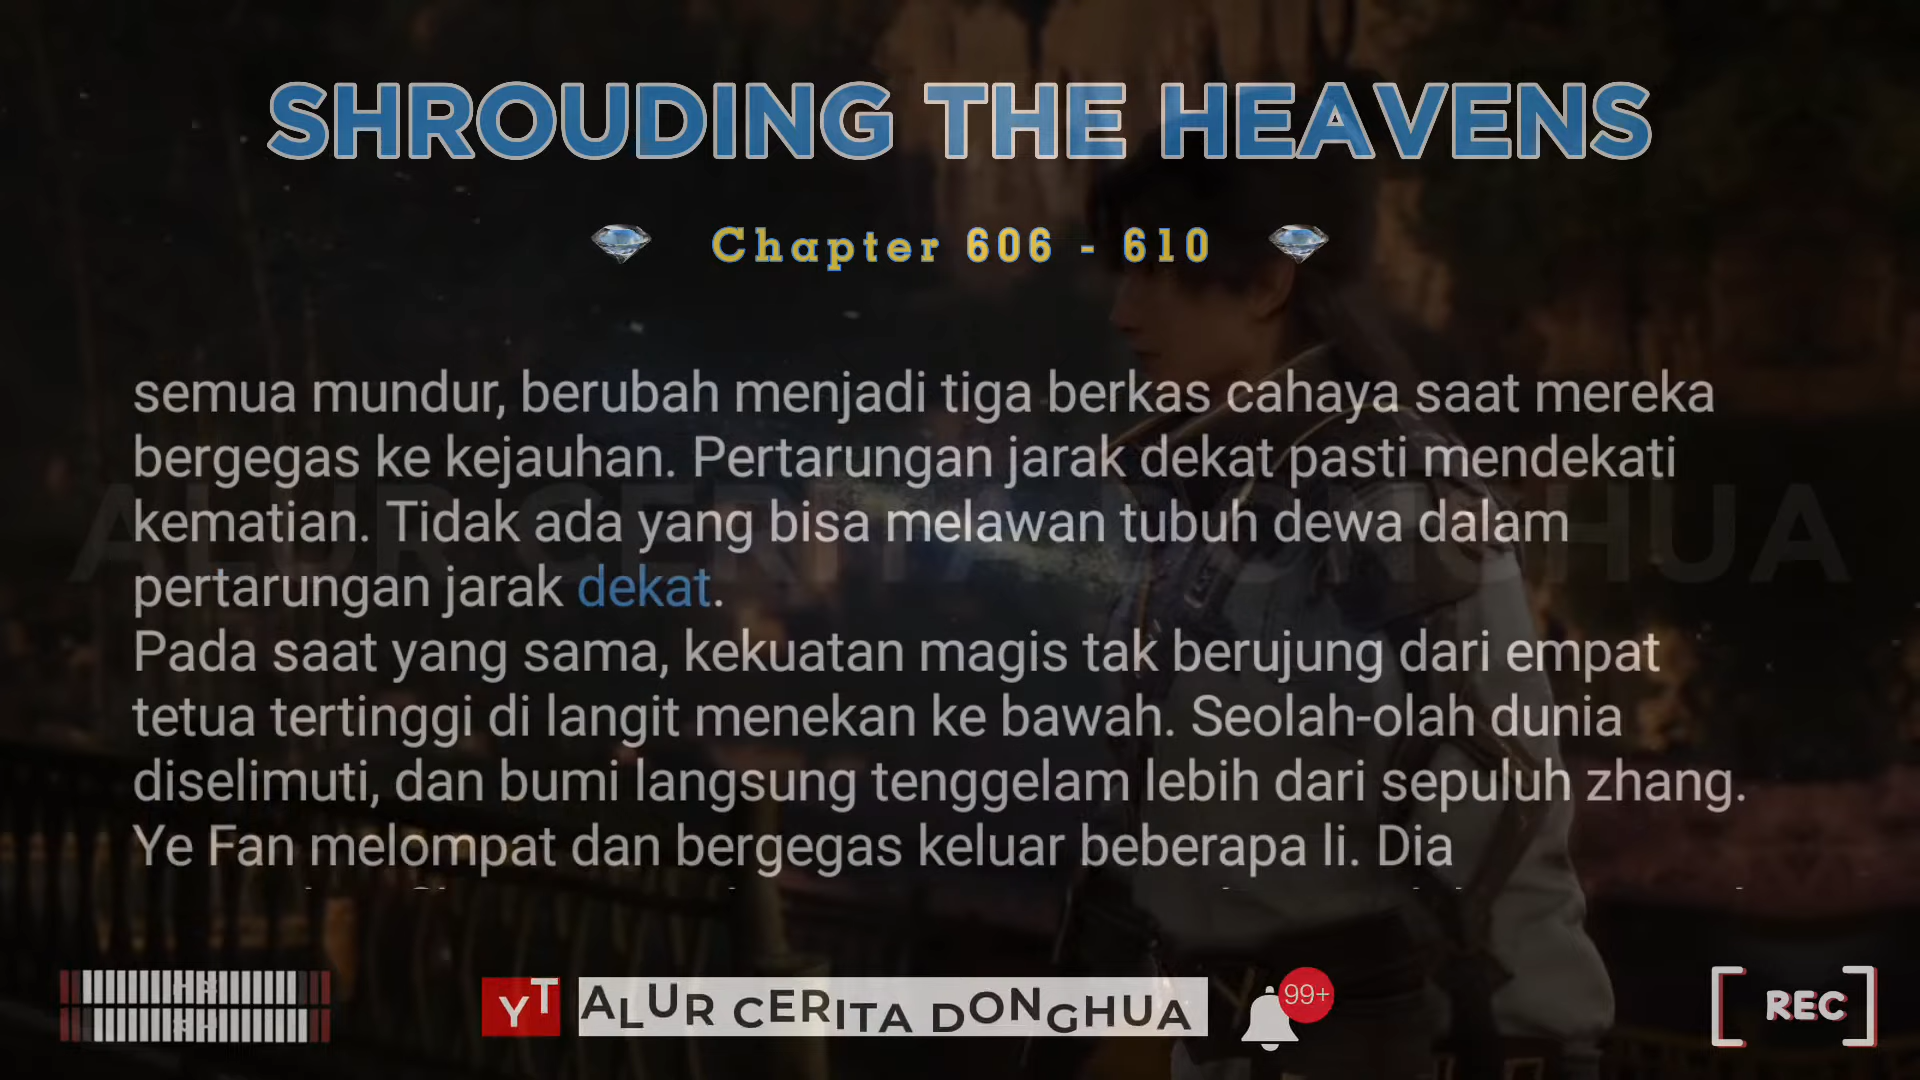 SHROUDING THE HEAVENS
Chapter 606 - 610
semua mundur, berubah menjadi tiga berkas cahaya saat mereka
bergegas ke kejauhan. Pertarungan jarak dekat pasti mendekati
kematian. Tidak ada yang bisa melawan tubuh dewa dalam
pertarungan jarak dekat.
Pada saat yang sama, kekuatan magis tak berujung dari empat
tetua tertinggi di langit menekan ke bawah. Seolah-olah dunia
diselimuti, dan bumi langsung tenggelam lebih dari sepuluh zhang.
Ye Fan melompat dan bergegas keluar beberapa li. Dia
ALUR CERITA DONGHUA
YT ALUR CERITA DONGHUA 99+
REC